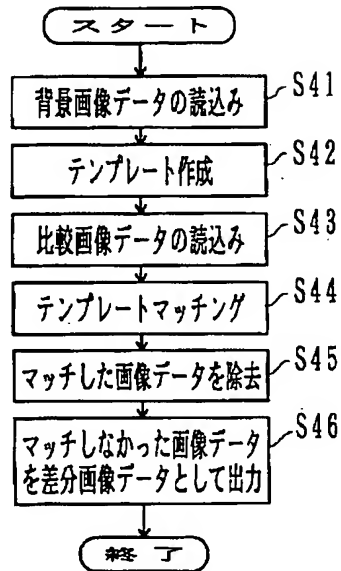 スタート
背景画像データの読込み S41
テンプレート作成 S42
比較画像データの読込み S43
テンプレートマッチング S44
マッチした画像データを除去 S45
マッチしなかった画像データ S46
を差分画像データとして出力
終了